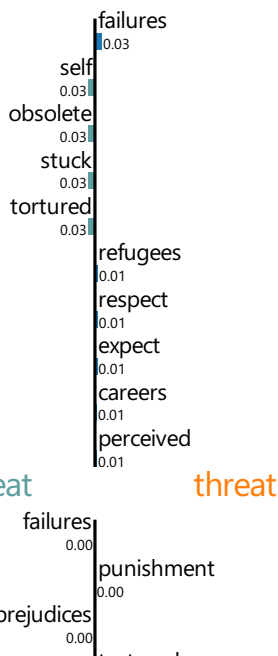 failures
0.03
self
0.03
obsolete
0.03
stuck
0.03
tortured
0.03
refugees
0.01
respect
0.01
expect
0.01
careers
0.01
perceived
0.01
eat threat
failures
0.00
punishment
0.00
prejudices
0.00